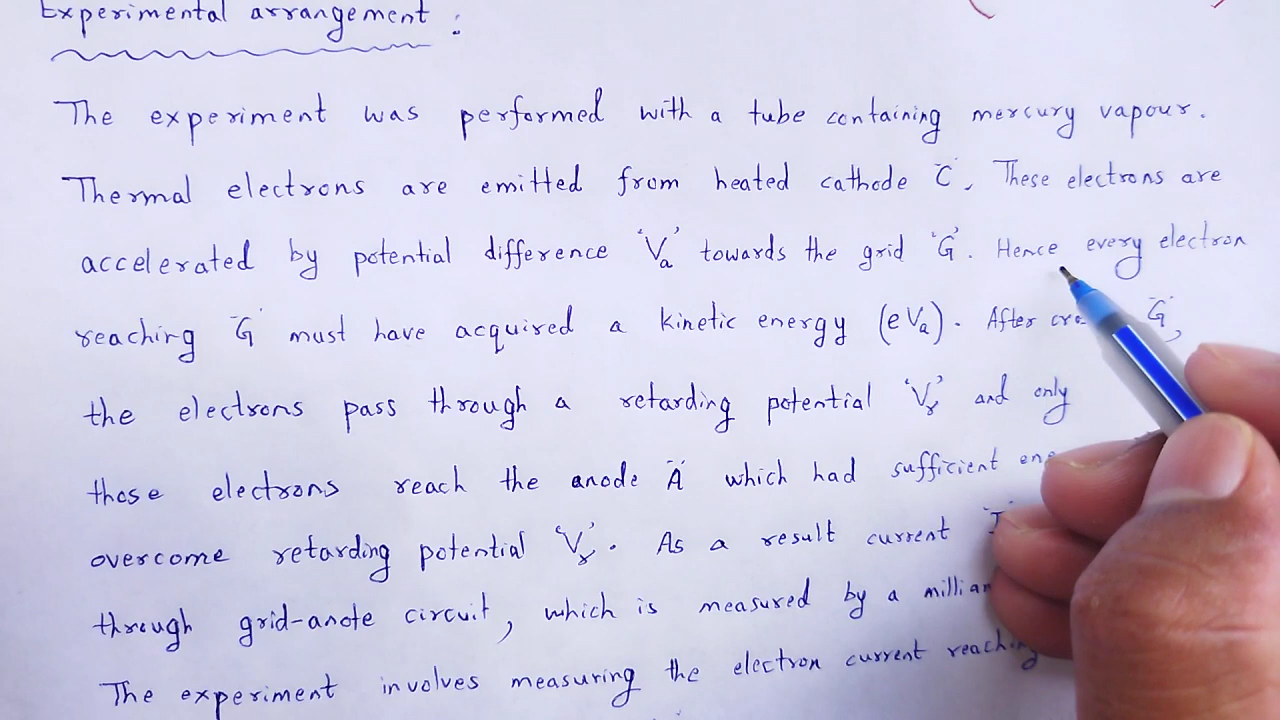 Experimental arrangement :
The experiment was performed with a tube containing mercury vapour.
Thermal electrons are emitted from heated cathode 'C'. These electrons are
accelerated by potential difference 'Va' towards the grid 'G'. Hence every electron
reaching 'G' must have acquired a kinetic energy (eVa). After 'G',
the electrons pass through a retarding potential 'Vr' and only
those electrons reach the anode 'A' which had sufficient
overcome retarding potential 'Vr'. As a result current
through grid-anote circuit, which is measured by a
The experiment involves measuring the electron current reaching